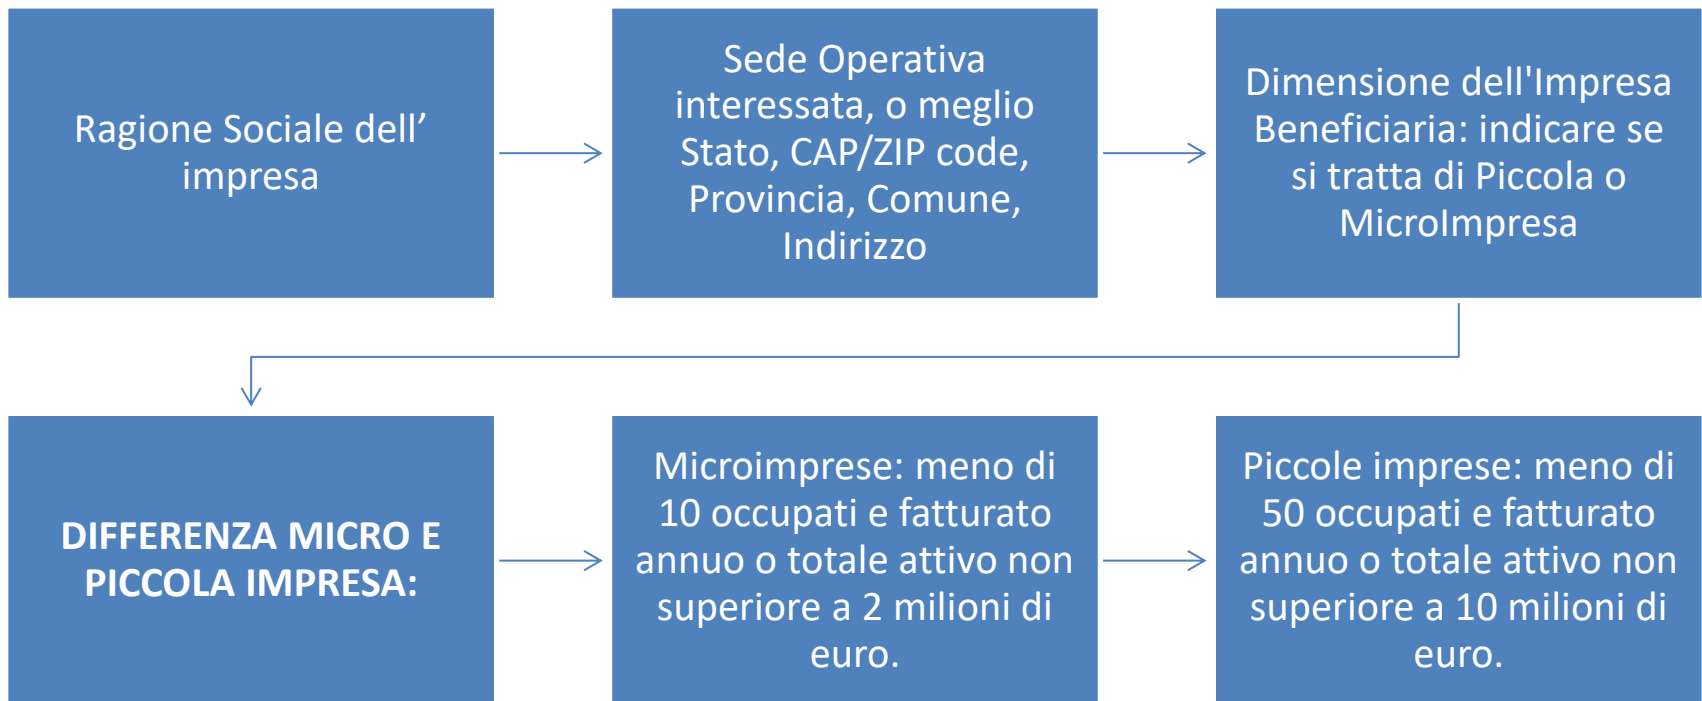 Ragione Sociale dell’
impresa
Sede Operativa
interessata, o meglio
Stato, CAP/ZIP code,
Provincia, Comune,
Indirizzo
Dimensione dell'Impresa
Beneficiaria: indicare se
si tratta di Piccola o
MicroImpresa
DIFFERENZA MICRO E
PICCOLA IMPRESA:
Microimprese: meno di
10 occupati e fatturato
annuo o totale attivo non
superiore a 2 milioni di
euro.
Piccole imprese: meno di
50 occupati e fatturato
annuo o totale attivo non
superiore a 10 milioni di
euro.